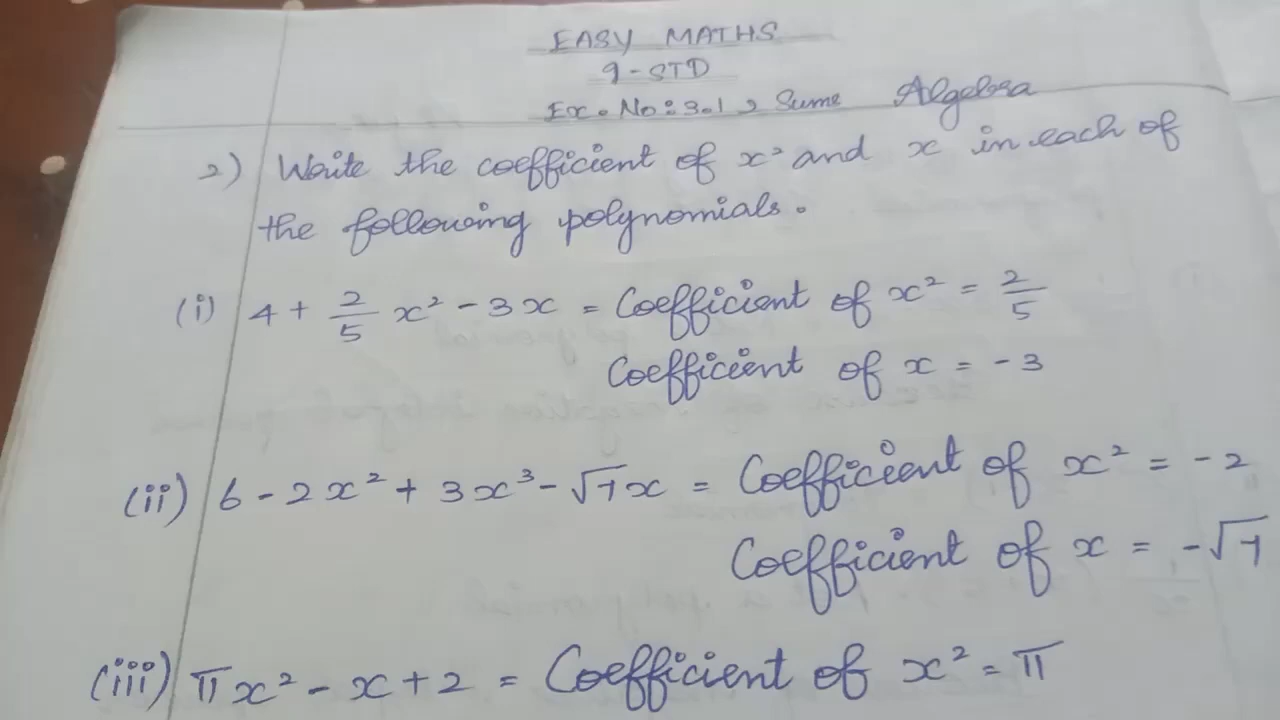 EASY MATHS
9-STD
Ex. No: 3.1, Sume Algebra
2) Write the coefficient of x² and x in each of
the following polynomials.
(i) 4 + 2/5 x² - 3x = Coefficient of x² = 2/5
Coefficient of x = -3
(ii) 6 - 2x² + 3x³ - √7x = Coefficient of x² = -2
Coefficient of x = -√7
(iii) πx² - x + 2 = Coefficient of x² = π